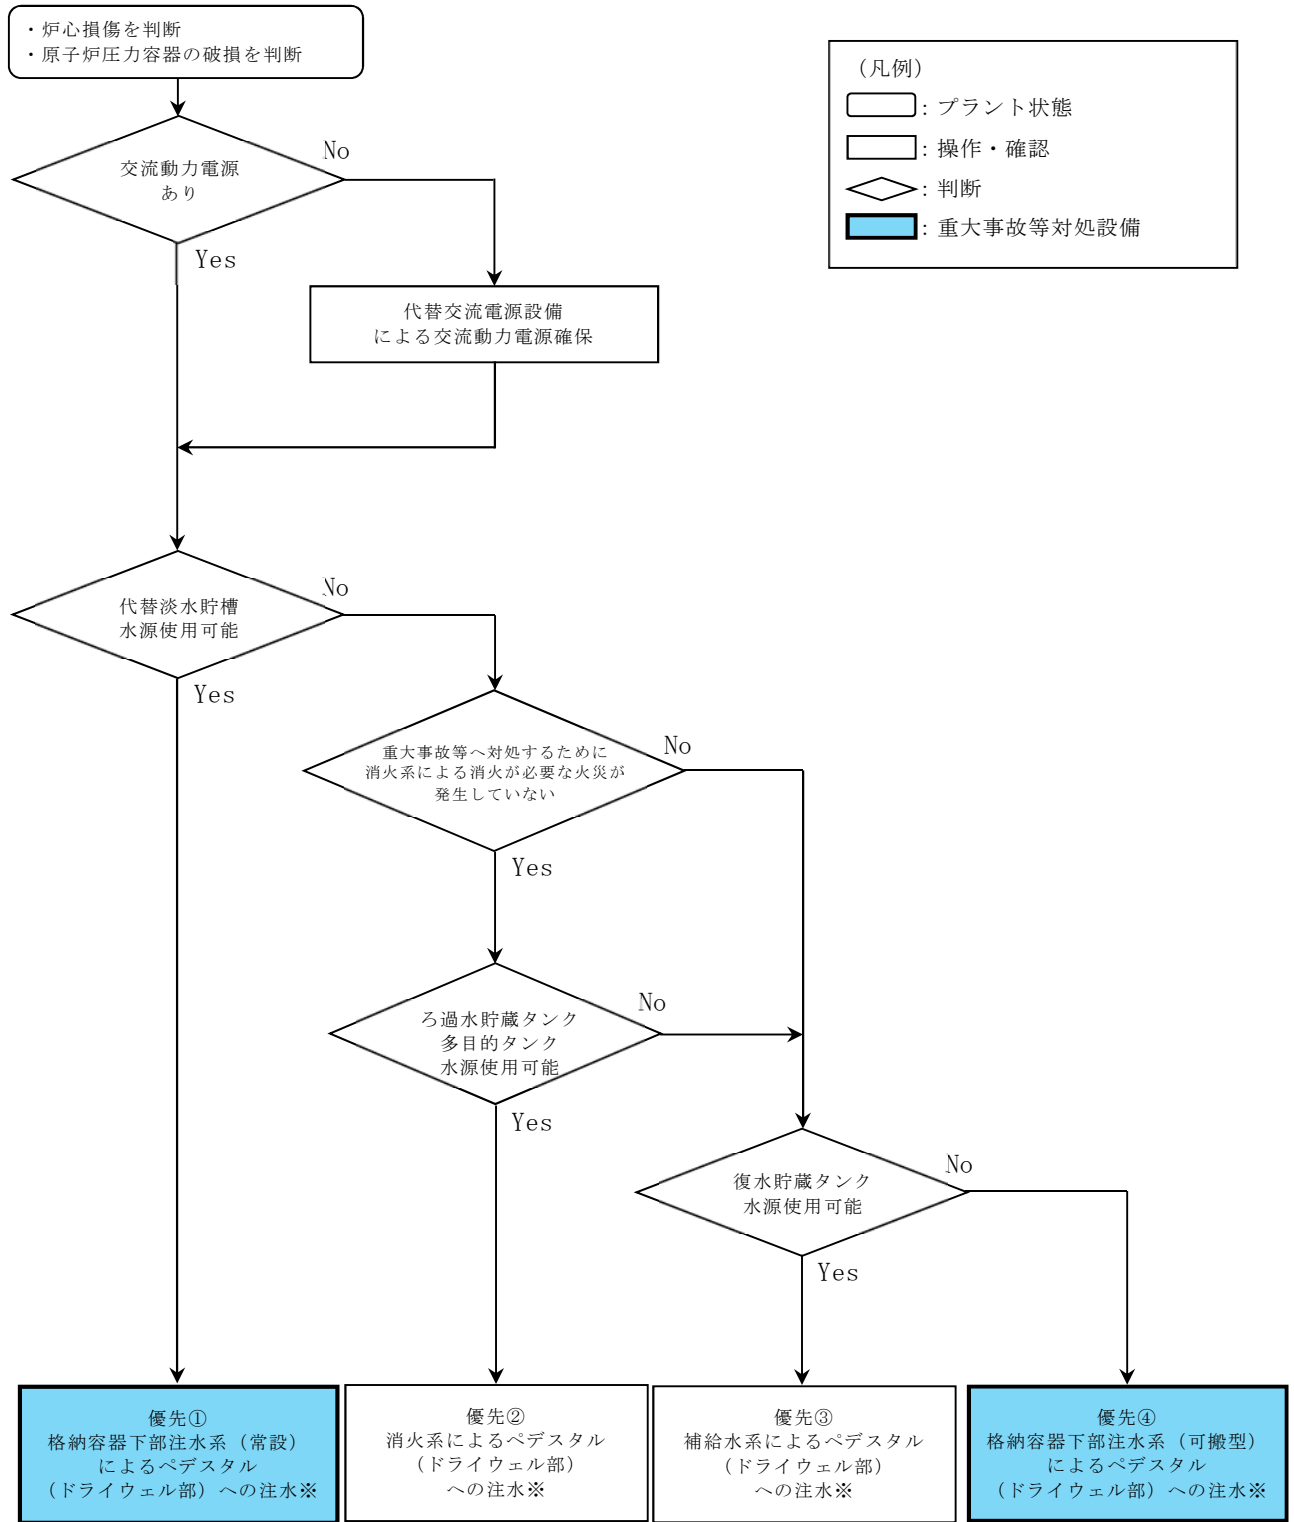 ・炉心損傷を判断
・原子炉圧力容器の破損を判断
（凡例）
：プラント状態
：操作・確認
：判断
：重大事故等対処設備
交流動力電源
あり
No
Yes
代替交流電源設備
による交流動力電源確保
代替淡水貯槽
水源使用可能
No
Yes
重大事故等へ対処するために
消火系による消火が必要な火災が
発生していない
No
Yes
ろ過水貯蔵タンク
多目的タンク
水源使用可能
No
Yes
復水貯蔵タンク
水源使用可能
No
Yes
優先①
格納容器下部注水系（常設）
によるペデスタル
（ドライウェル部）への注水※
優先②
消火系によるペデスタル
（ドライウェル部）
への注水※
優先③
補給水系によるペデスタル
（ドライウェル部）
への注水※
優先④
格納容器下部注水系（可搬型）
によるペデスタル
（ドライウェル部）への注水※